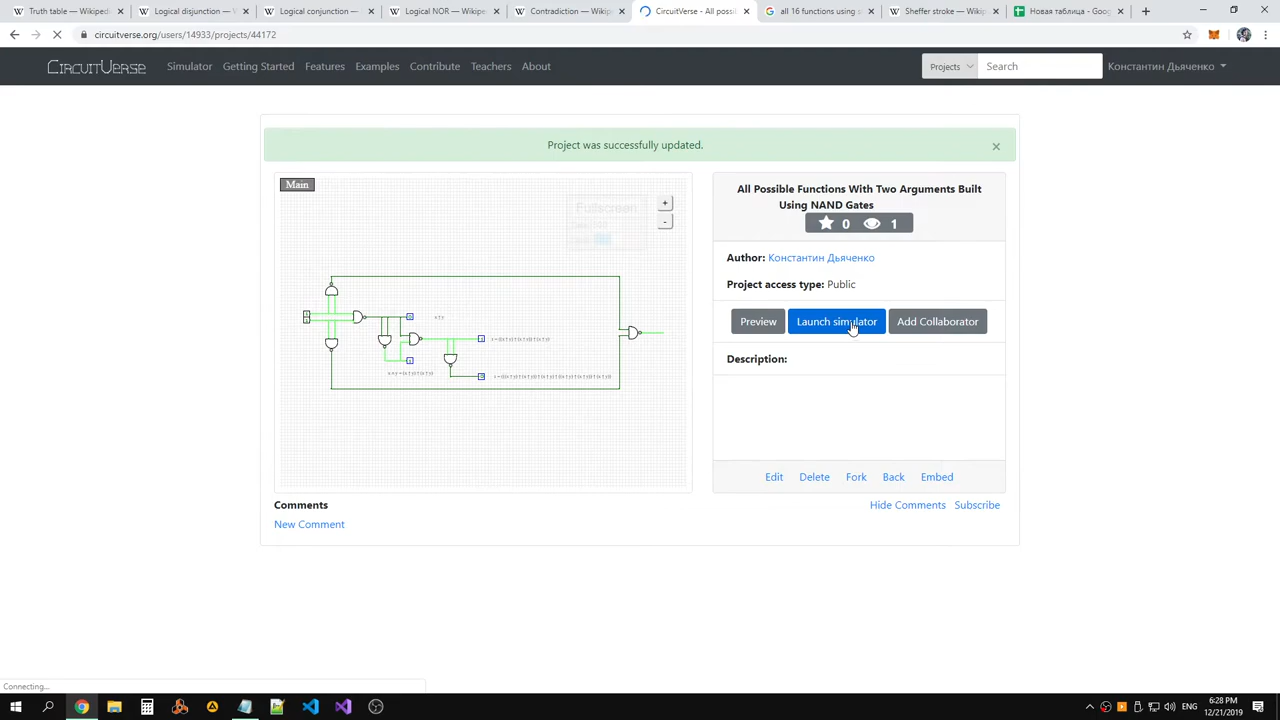 Truth table — Wikiped
Logical disjunction — W
Logical conjunction —
Logical NOR — Wikipe
Contradiction — Wikip
CircuitVerse - All possi
all 16 functions using
Sheffer stroke — Wikip
Новая таблица - Goog
circuitverse.org/users/14933/projects/44172
CircuitVerse
Simulator
Getting Started
Features
Examples
Contribute
Teachers
About
Projects
Search
Константин Дьяченко
Project was successfully updated.
Main
Fullscreen
+
-
All Possible Functions With Two Arguments Built
Using NAND Gates
0
1
Author: Константин Дьяченко
Project access type: Public
Preview
Launch simulator
Add Collaborator
Description:
Edit
Delete
Fork
Back
Embed
Comments
Hide Comments
Subscribe
New Comment
Connecting...
ENG
6:28 PM
12/21/2019